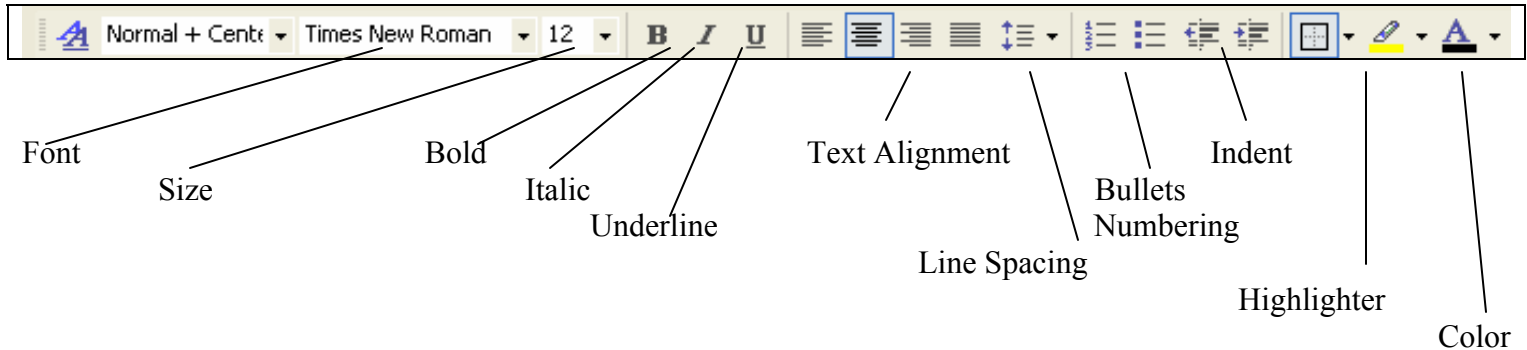 Normal + Cente Times New Roman 12 B I U A
Font Bold Text Alignment Indent
Size Italic Bullets
Underline Numbering
Line Spacing
Highlighter
Color